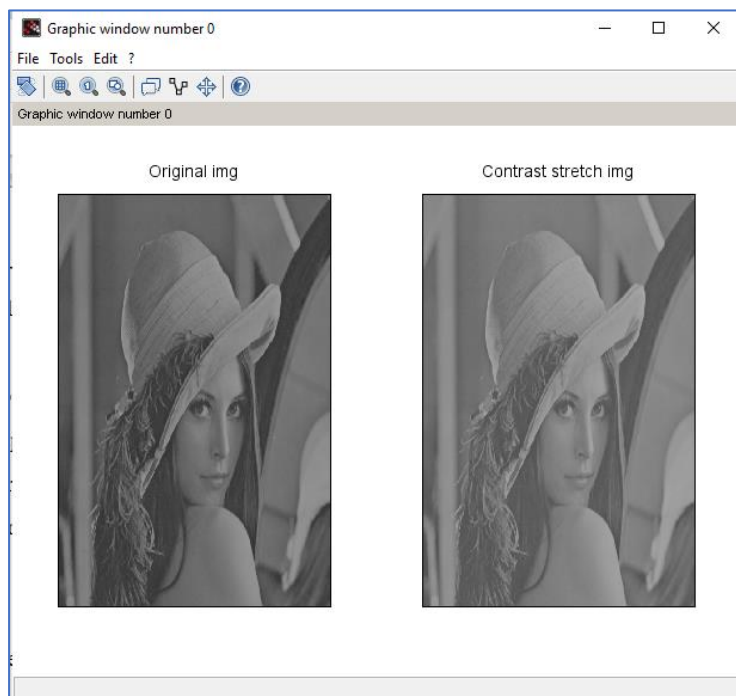 Graphic window number 0
File Tools Edit ?
Graphic window number 0
Original img
Contrast stretch img